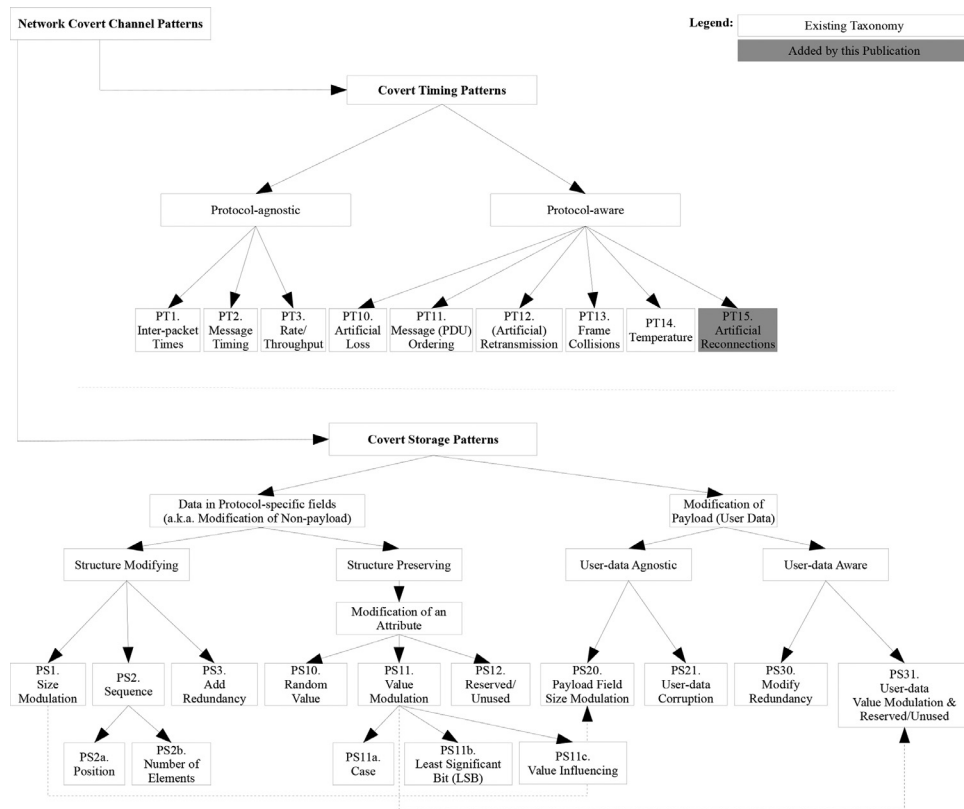 Network Covert Channel Patterns
Legend:
Existing Taxonomy
Added by this Publication
Covert Timing Patterns
Protocol-agnostic
Protocol-aware
PT1.
Inter-packet
Times
PT2.
Message
Timing
PT3.
Rate/
Throughput
PT10.
Artificial
Loss
PT11.
Message (PDU)
Ordering
PT12.
(Artificial)
Retransmission
PT13.
Frame
Collisions
PT14.
Temperature
PT15.
Artificial
Reconnections
Covert Storage Patterns
Data in Protocol-specific fields
(a.k.a. Modification of Non-payload)
Modification of
Payload (User Data)
Structure Modifying
Structure Preserving
User-data Agnostic
User-data Aware
Modification of an
Attribute
PS1.
Size
Modulation
PS2.
Sequence
PS3.
Add
Redundancy
PS10.
Random
Value
PS11.
Value
Modulation
PS12.
Reserved/
Unused
PS20.
Payload Field
Size Modulation
PS21.
User-data
Corruption
PS30.
Modify
Redundancy
PS31.
User-data
Value Modulation &
Reserved/Unused
PS2a.
Position
PS2b.
Number of
Elements
PS11a.
Case
PS11b.
Least Significant
Bit (LSB)
PS11c.
Value Influencing